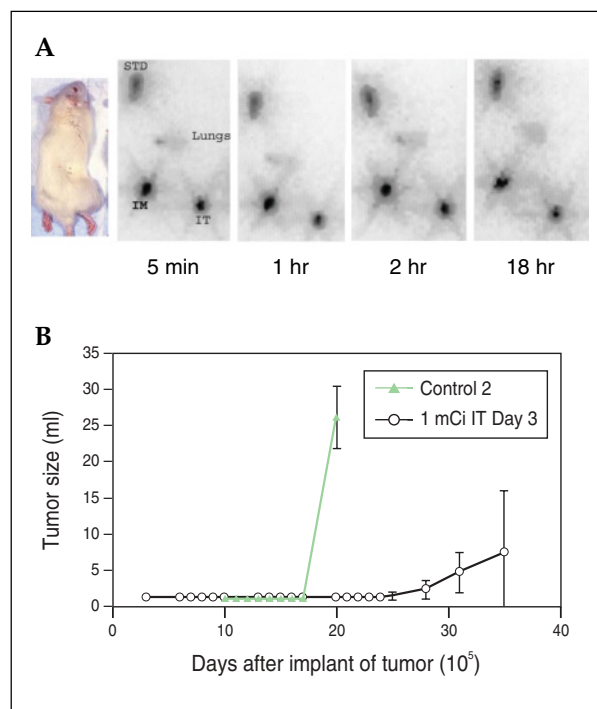 A
STD
Lungs
IM
IT
5 min
1 hr
2 hr
18 hr
B
35
30
25
20
15
10
5
0
Tumor size (ml)
Control 2
1 mCi IT Day 3
0
10
20
30
40
Days after implant of tumor (10⁵)